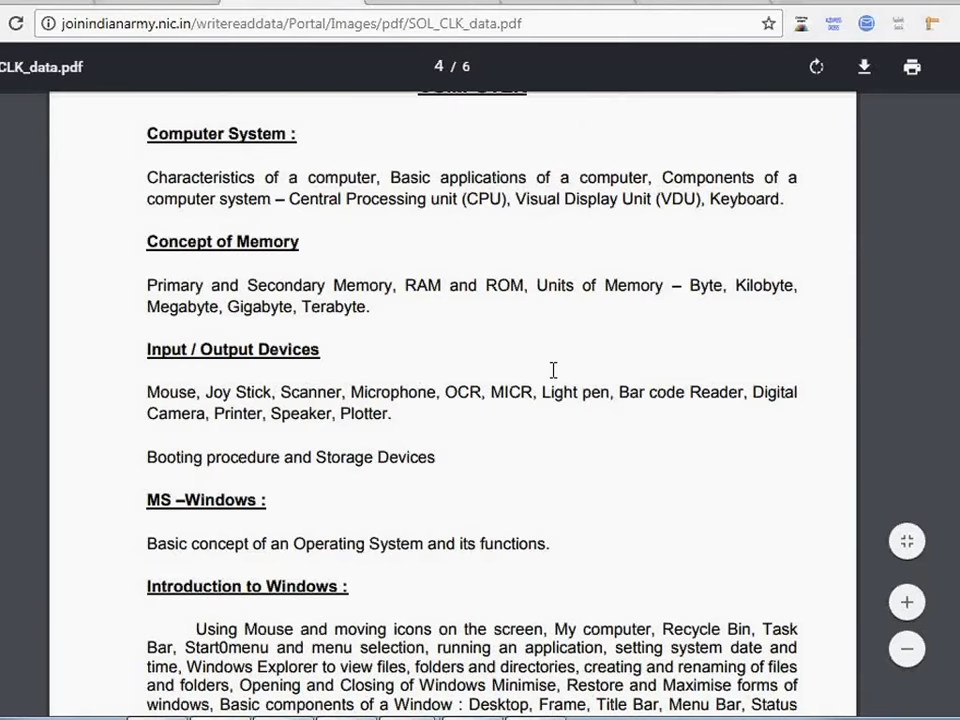 joinindianarmy.nic.in/writereaddata/Portal/Images/pdf/SOL_CLK_data.pdf
CLK_data.pdf
4 / 6
Computer System :
Characteristics of a computer, Basic applications of a computer, Components of a
computer system – Central Processing unit (CPU), Visual Display Unit (VDU), Keyboard.
Concept of Memory
Primary and Secondary Memory, RAM and ROM, Units of Memory – Byte, Kilobyte,
Megabyte, Gigabyte, Terabyte.
Input / Output Devices
Mouse, Joy Stick, Scanner, Microphone, OCR, MICR, Light pen, Bar code Reader, Digital
Camera, Printer, Speaker, Plotter.
Booting procedure and Storage Devices
MS –Windows :
Basic concept of an Operating System and its functions.
Introduction to Windows :
Using Mouse and moving icons on the screen, My computer, Recycle Bin, Task
Bar, Start0menu and menu selection, running an application, setting system date and
time, Windows Explorer to view files, folders and directories, creating and renaming of files
and folders, Opening and Closing of Windows Minimise, Restore and Maximise forms of
windows, Basic components of a Window : Desktop, Frame, Title Bar, Menu Bar, Status